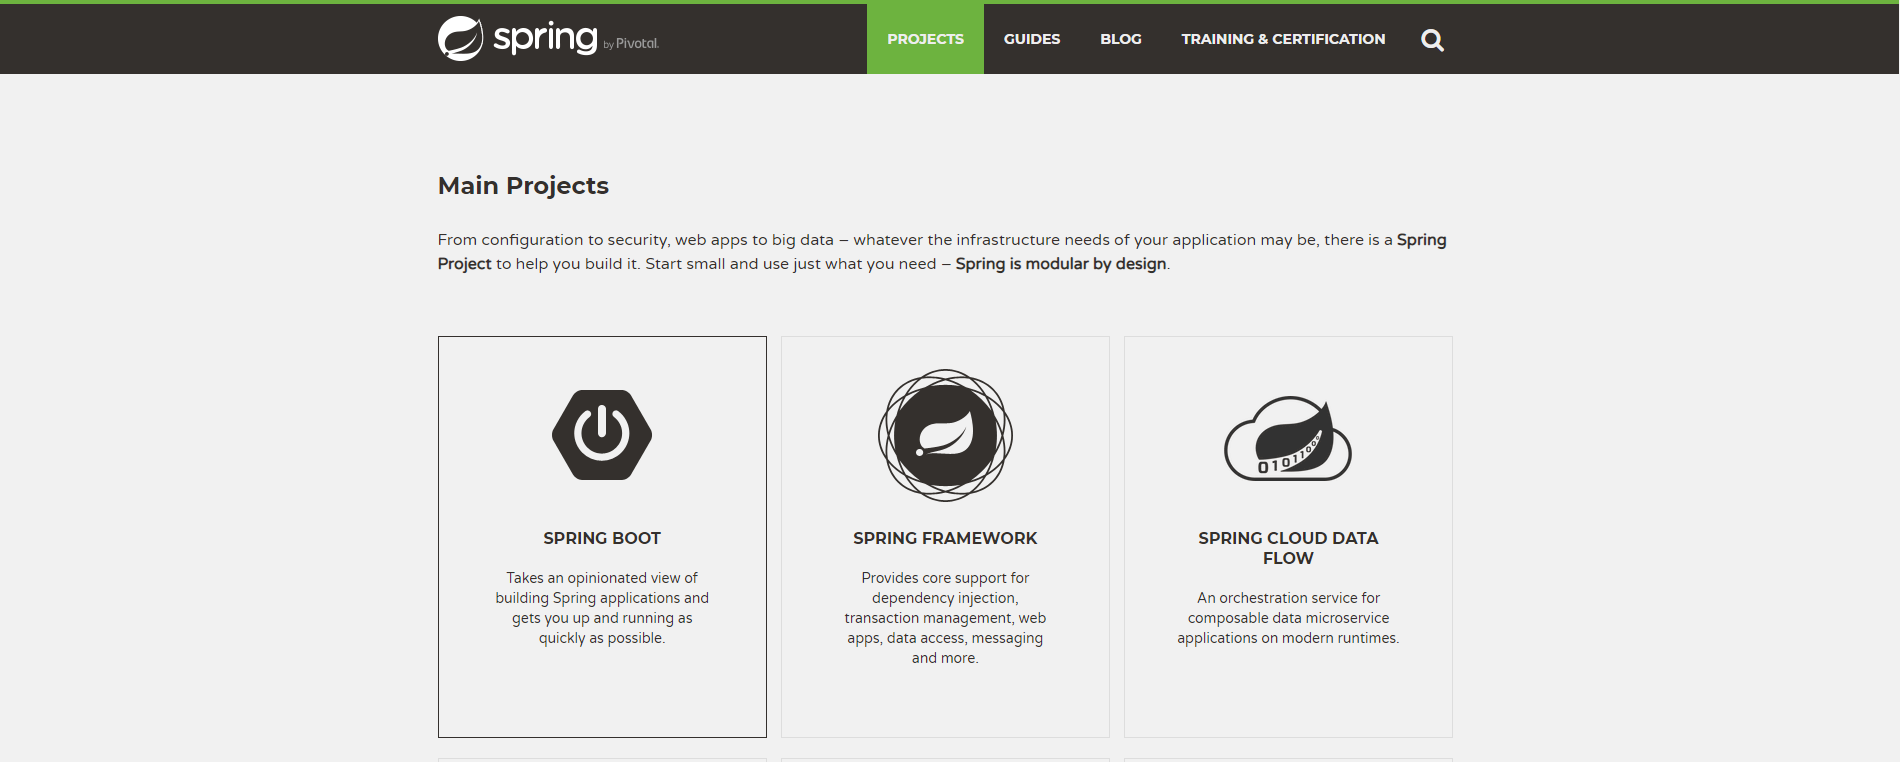 spring by Pivotal.
PROJECTS
GUIDES
BLOG
TRAINING & CERTIFICATION
Main Projects
From configuration to security, web apps to big data – whatever the infrastructure needs of your application may be, there is a Spring
Project to help you build it. Start small and use just what you need – Spring is modular by design.
SPRING BOOT
Takes an opinionated view of
building Spring applications and
gets you up and running as
quickly as possible.
SPRING FRAMEWORK
Provides core support for
dependency injection,
transaction management, web
apps, data access, messaging
and more.
01011000
SPRING CLOUD DATA
FLOW
An orchestration service for
composable data microservice
applications on modern runtimes.